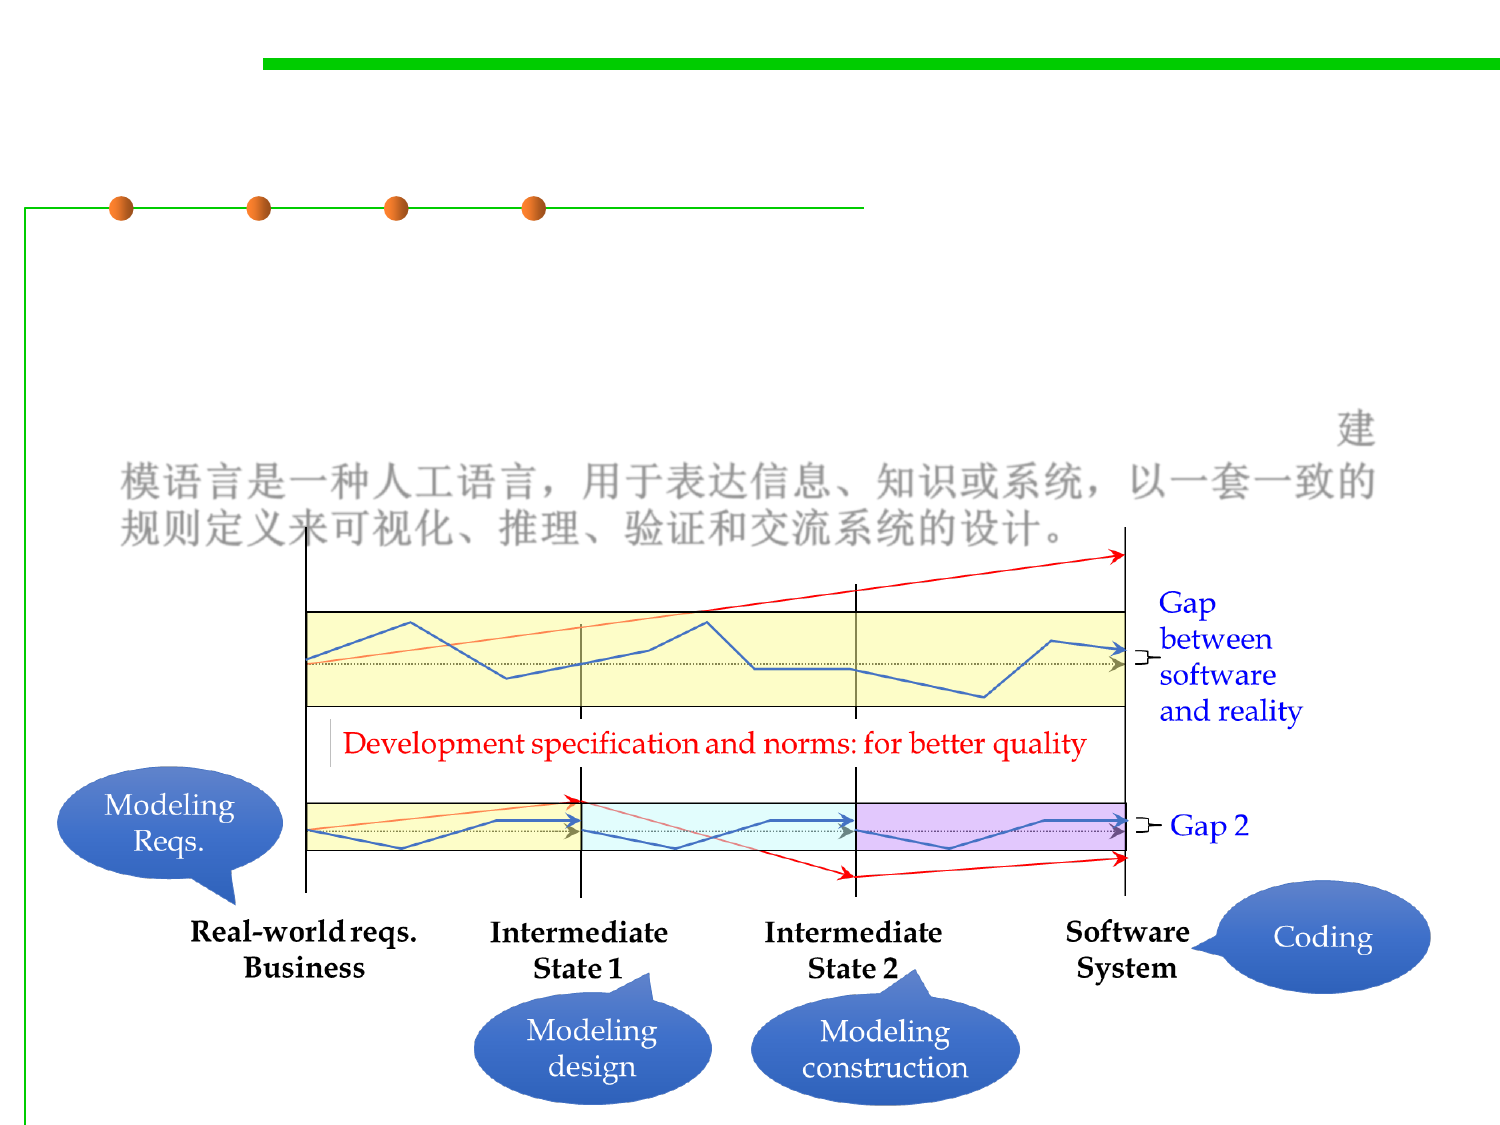 建
模语言是一种人工语言，用于表达信息、知识或系统，以一套一致的
规则定义来可视化、推理、验证和交流系统的设计。
Gap
between
software
and reality
Development specification and norms: for better quality
Modeling
Reqs.
Gap 2
Real-world reqs.
Business
Intermediate
State 1
Intermediate
State 2
Software
System
Coding
Modeling
design
Modeling
construction